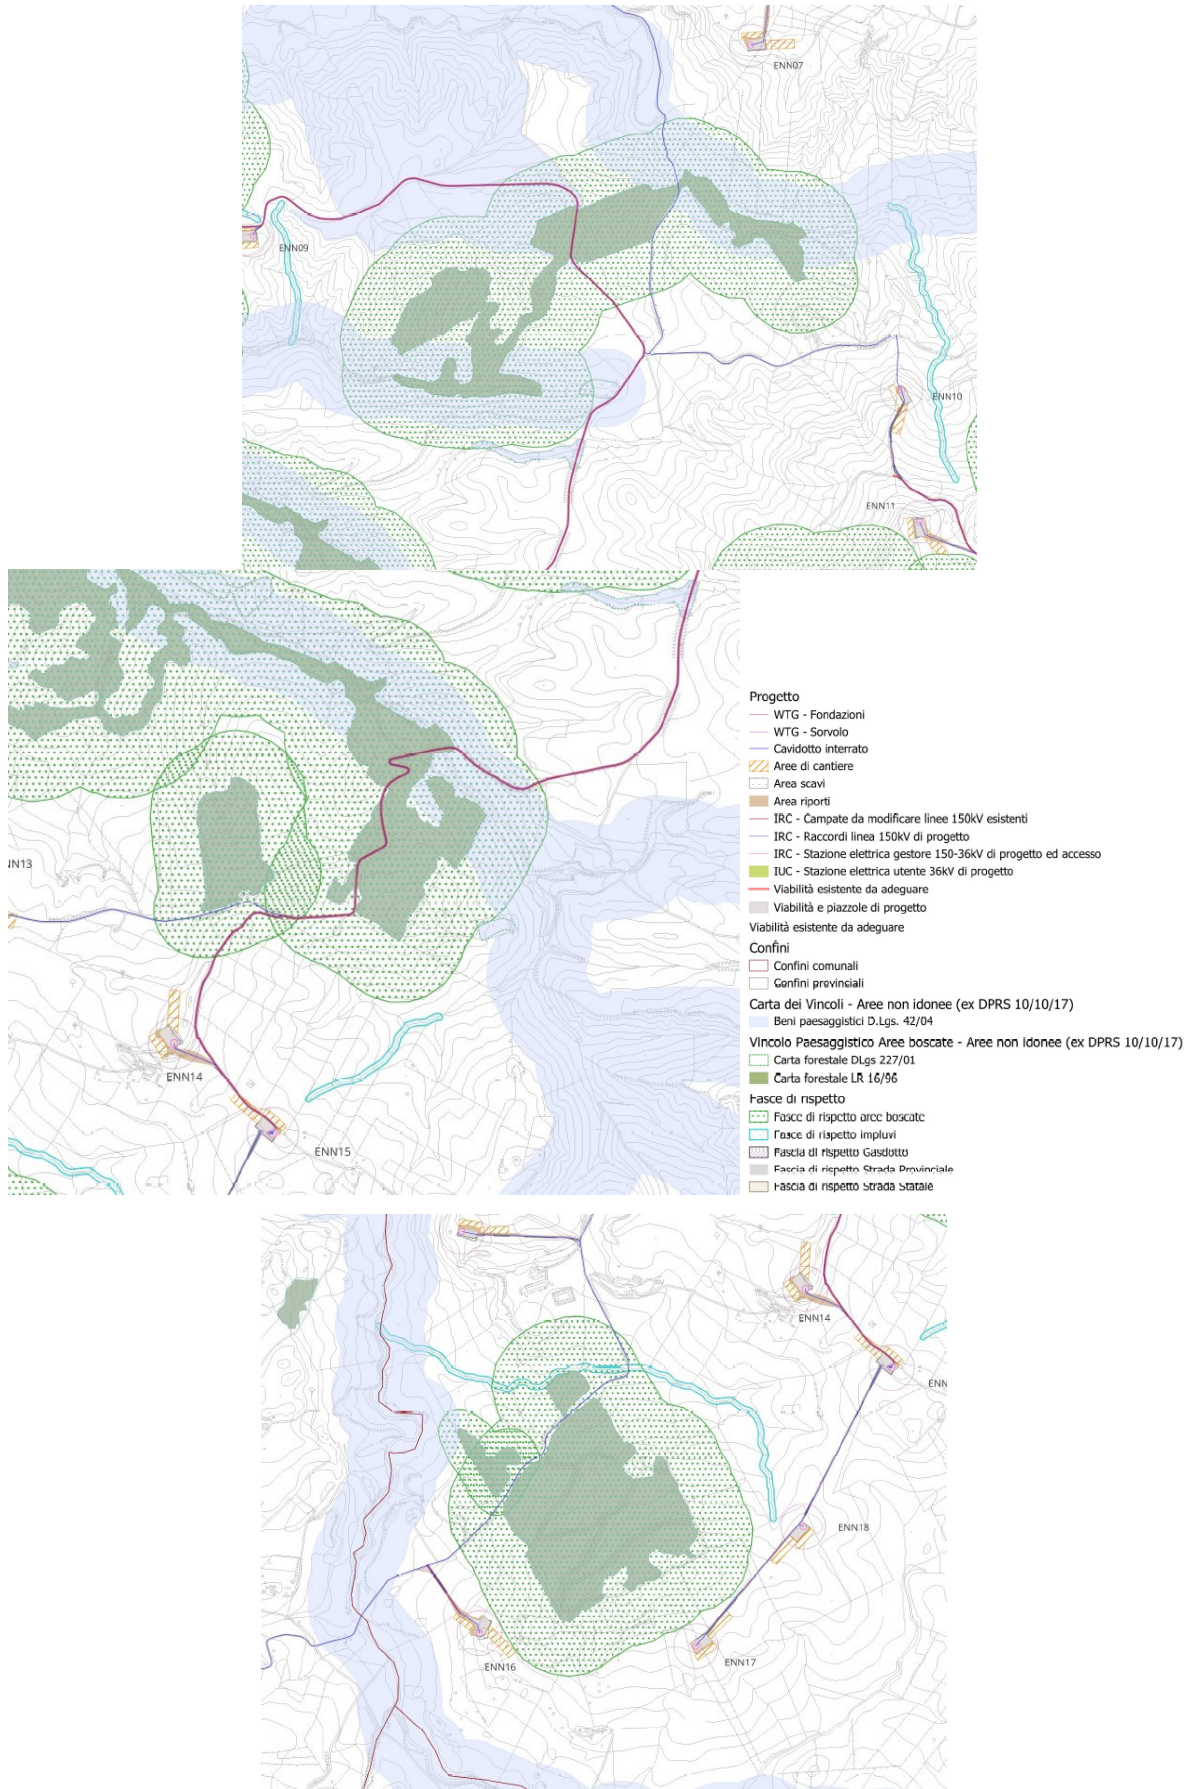 ENN07
ENN09
ENN10
ENN11
Progetto
WTG - Fondazioni
WTG - Sorvolo
Cavidotto interrato
Aree di cantiere
Area scavi
Area riporti
IRC - Campate da modificare linee 150kV esistenti
IRC - Raccordi linea 150kV di progetto
IRC - Stazione elettrica gestore 150-36kV di progetto ed accesso
IUC - Stazione elettrica utente 36kV di progetto
Viabilità esistente da adeguare
Viabilità e piazzole di progetto
Viabilità esistente da adeguare
Confini
Confini comunali
Confini provinciali
Carta dei Vincoli - Aree non idonee (ex DPRS 10/10/17)
Beni paesaggistici D.Lgs. 42/04
Vincolo Paesaggistico Aree boscate - Aree non idonee (ex DPRS 10/10/17)
Carta forestale DLgs 227/01
Carta forestale LR 16/96
Fasce di rispetto
Fasce di rispetto aree boscate
Fasce di rispetto impluvi
Fascia di rispetto Gasdotto
Fascia di rispetto Strada Provinciale
Fascia di rispetto Strada Statale
NN13
ENN14
ENN15
ENN14
ENN
ENN18
ENN16
ENN17